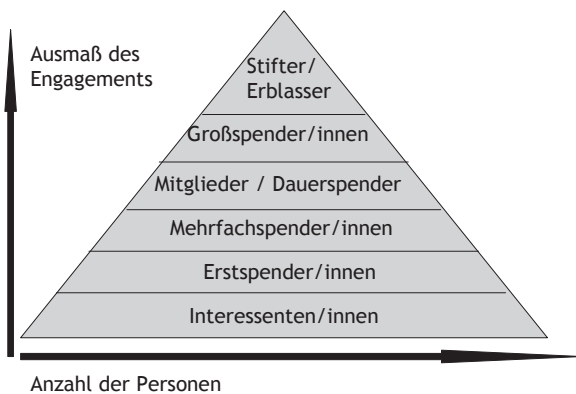 Ausmaß des
Engagements
Stifter/
Erblasser
Großspender/innen
Mitglieder / Dauerspender
Mehrfachspender/innen
Erstspender/innen
Interessenten/innen
Anzahl der Personen